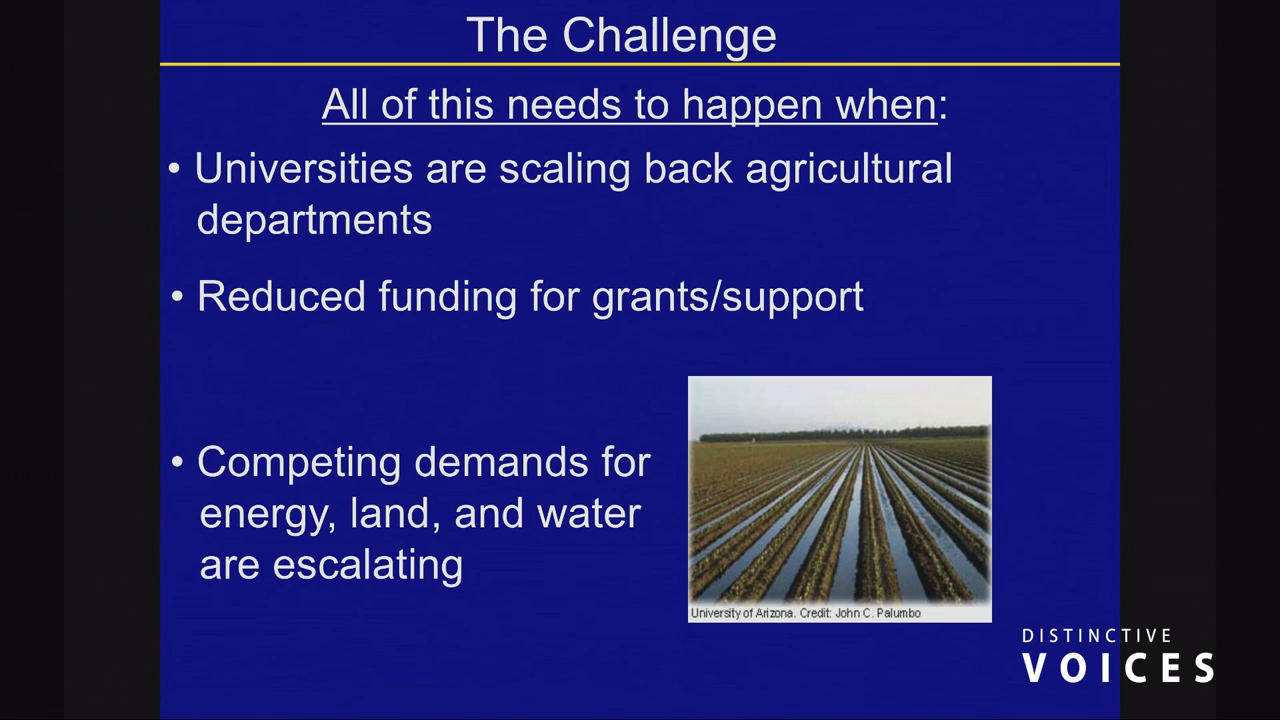 The Challenge
All of this needs to happen when:
• Universities are scaling back agricultural
departments
• Reduced funding for grants/support
• Competing demands for
energy, land, and water
are escalating
University of Arizona. Credit: John C. Palumbo
DISTINCTIVE
VOICES